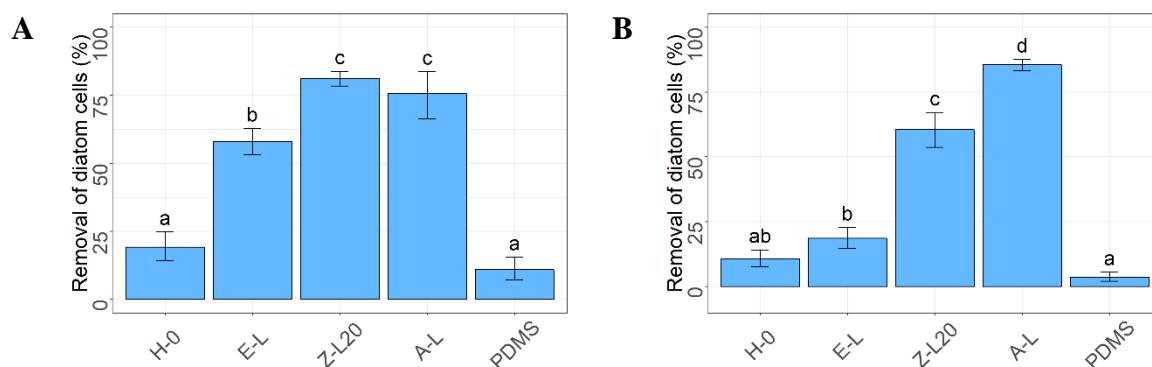 A
Removal of diatom cells (%)
100
75
50
25
0
a
b
c
c
a
H-0
E-L
Z-L20
A-L
PDMS
B
Removal of diatom cells (%)
100
75
50
25
0
ab
b
c
d
a
H-0
E-L
Z-L20
A-L
PDMS